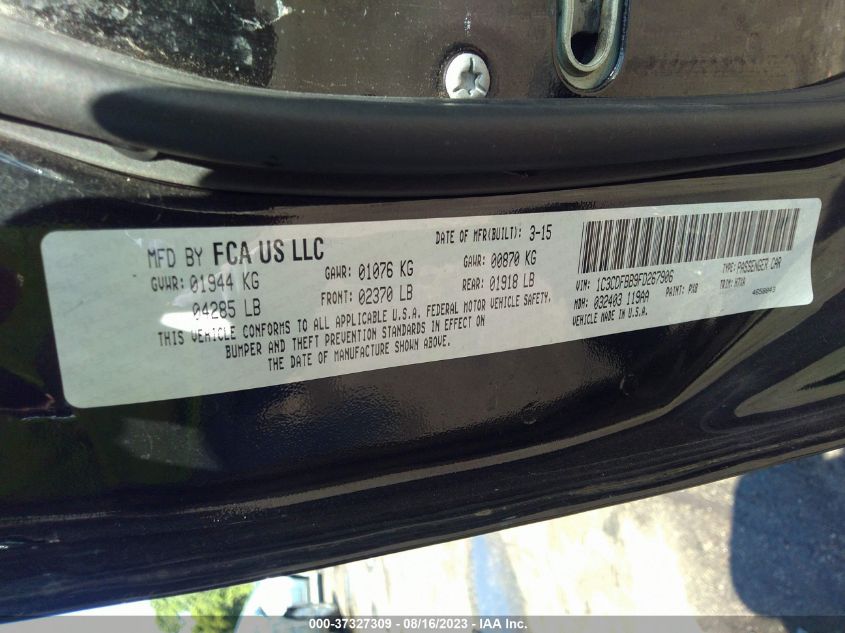 MFD BY FCA US LLC DATE OF MFR(BUILT): 3-15
GVWR: 01944 KG GAWR: 01076 KG GAWR: 00870 KG
04285 LB FRONT: 02370 LB REAR: 01918 LB
THIS VEHICLE CONFORMS TO ALL APPLICABLE U.S.A. FEDERAL MOTOR VEHICLE SAFETY,
BUMPER AND THEFT PREVENTION STANDARDS IN EFFECT ON
THE DATE OF MANUFACTURE SHOWN ABOVE.
VIN: 1C3CDFBB9FD267906 TYPE: PASSENGER CAR
MDH: 032403 119AA PAINT: TRIM:
VEHICLE MADE IN U.S.A. 4658843
000-37327309 - 08/16/2023 - IAA Inc.